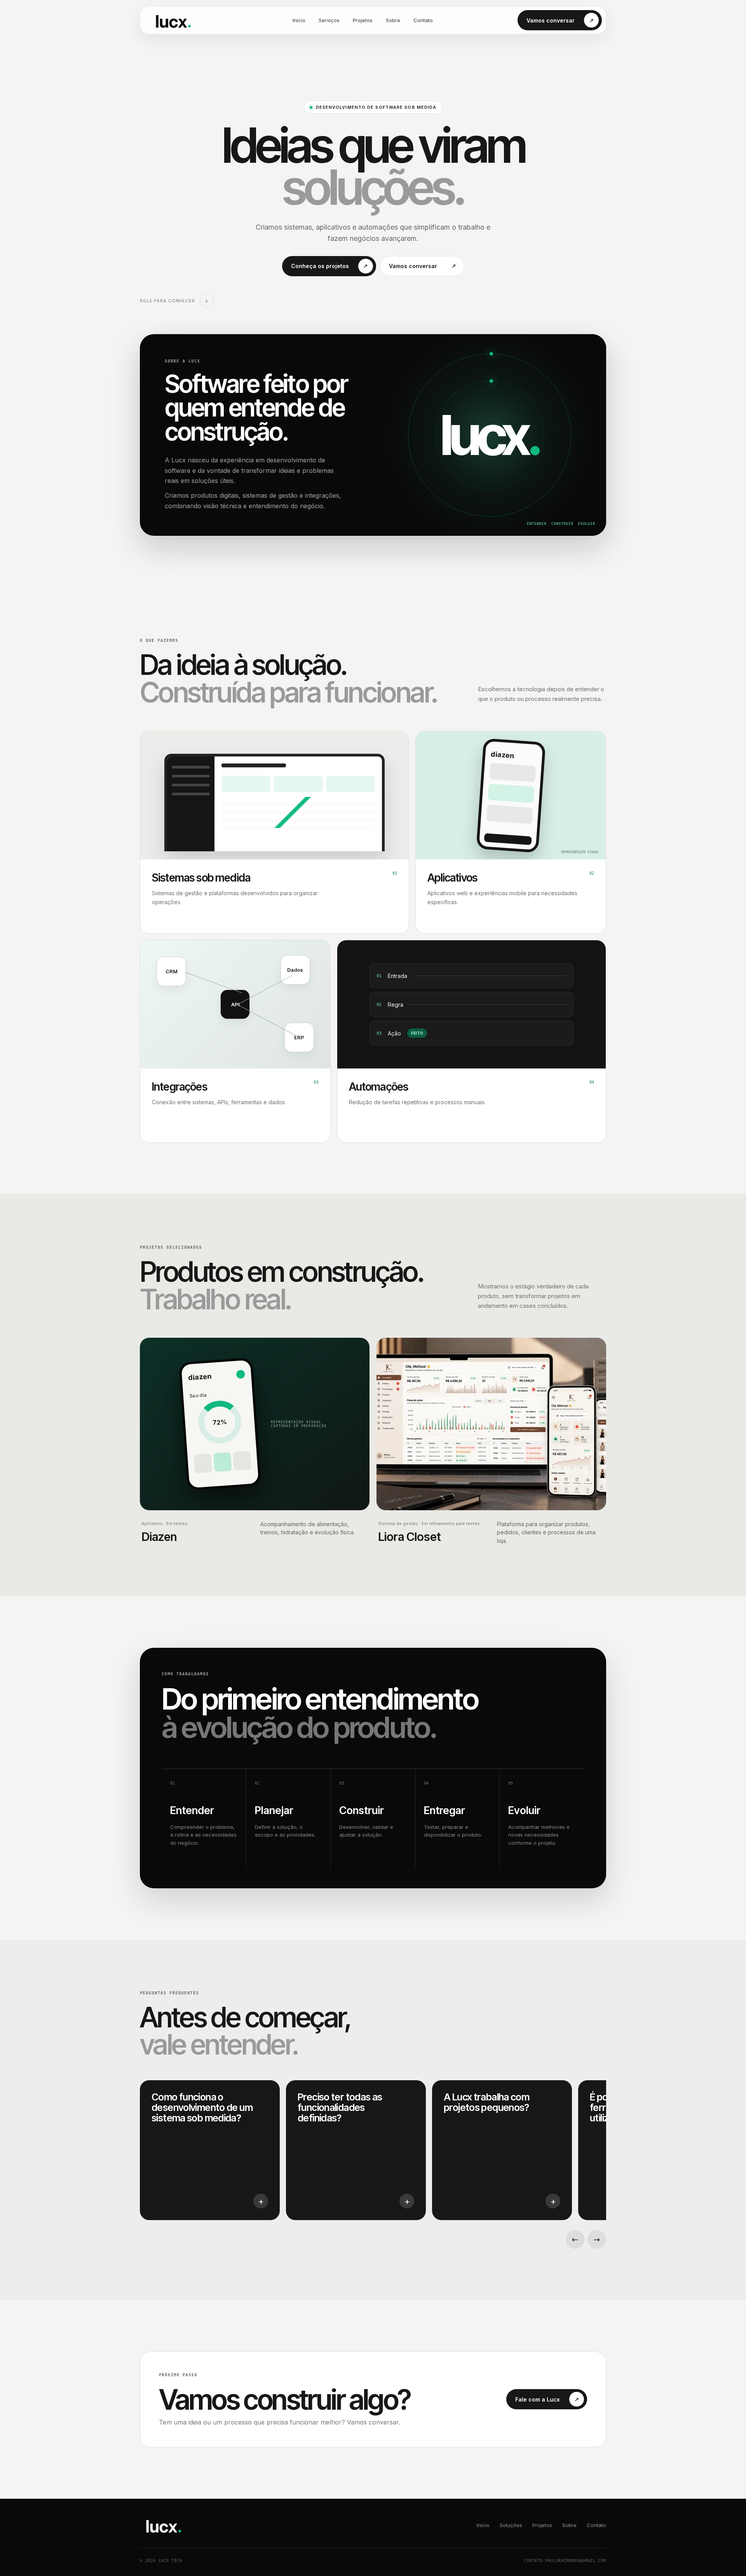 lucx.
Início Serviços Projetos Sobre Contato
Vamos conversar ↗
DESENVOLVIMENTO DE SOFTWARE SOB MEDIDA
Ideias que viram
soluções.
Criamos sistemas, aplicativos e automações que simplificam o trabalho e
fazem negócios avançarem.
Conheça os projetos ↗
Vamos conversar ↗
ROLE PARA CONHECER ↓
SOBRE A LUCX
Software feito por
quem entende de
construção.
A Lucx nasceu da experiência em desenvolvimento de
software e da vontade de transformar ideias e problemas
reais em soluções úteis.
Criamos produtos digitais, sistemas de gestão e integrações,
combinando visão técnica e entendimento do negócio.
lucx.
ENTENDER CONSTRUIR EVOLUIR
O QUE FAZEMOS
Da ideia à solução.
Construída para funcionar.
Escolhemos a tecnologia depois de entender o
que o produto ou processo realmente precisa.
diazen
REPRESENTAÇÃO VISUAL
Sistemas sob medida
01
Sistemas de gestão e plataformas desenvolvidos para organizar
operações.
Aplicativos
02
Aplicativos web e experiências mobile para necessidades
específicas.
CRM
Dados
API
ERP
01 Entrada
02 Regra
03 Ação FEITO
Integrações
03
Conexão entre sistemas, APIs, ferramentas e dados.
Automações
04
Redução de tarefas repetitivas e processos manuais.
PROJETOS SELECIONADOS
Produtos em construção.
Trabalho real.
Mostramos o estágio verdadeiro de cada
produto, sem transformar projetos em
andamento em cases concluídos.
diazen
Seu dia
72%
REPRESENTAÇÃO VISUAL
CAPTURAS EM PREPARAÇÃO
Olá, Melissa!
Aplicativo · Em testes
Diazen
Acompanhamento de alimentação,
treinos, hidratação e evolução física.
Sistema de gestão · Em refinamento para testes
Liora Closet
Plataforma para organizar produtos,
pedidos, clientes e processos de uma
loja.
COMO TRABALHAMOS
Do primeiro entendimento
à evolução do produto.
01
Entender
Compreender o problema,
a rotina e as necessidades
do negócio.
02
Planejar
Definir a solução, o
escopo e as prioridades.
03
Construir
Desenvolver, validar e
ajustar a solução.
04
Entregar
Testar, preparar e
disponibilizar o produto.
05
Evoluir
Acompanhar melhorias e
novas necessidades
conforme o projeto.
PERGUNTAS FREQUENTES
Antes de começar,
vale entender.
Como funciona o
desenvolvimento de um
sistema sob medida?
+
Preciso ter todas as
funcionalidades
definidas?
+
A Lucx trabalha com
projetos pequenos?
+
É po
ferr
utiliz
← →
PRÓXIMO PASSO
Vamos construir algo?
Tem uma ideia ou um processo que precisa funcionar melhor? Vamos conversar.
Fale com a Lucx ↗
lucx.
Início Soluções Projetos Sobre Contato
© 2026 LUCX TECH